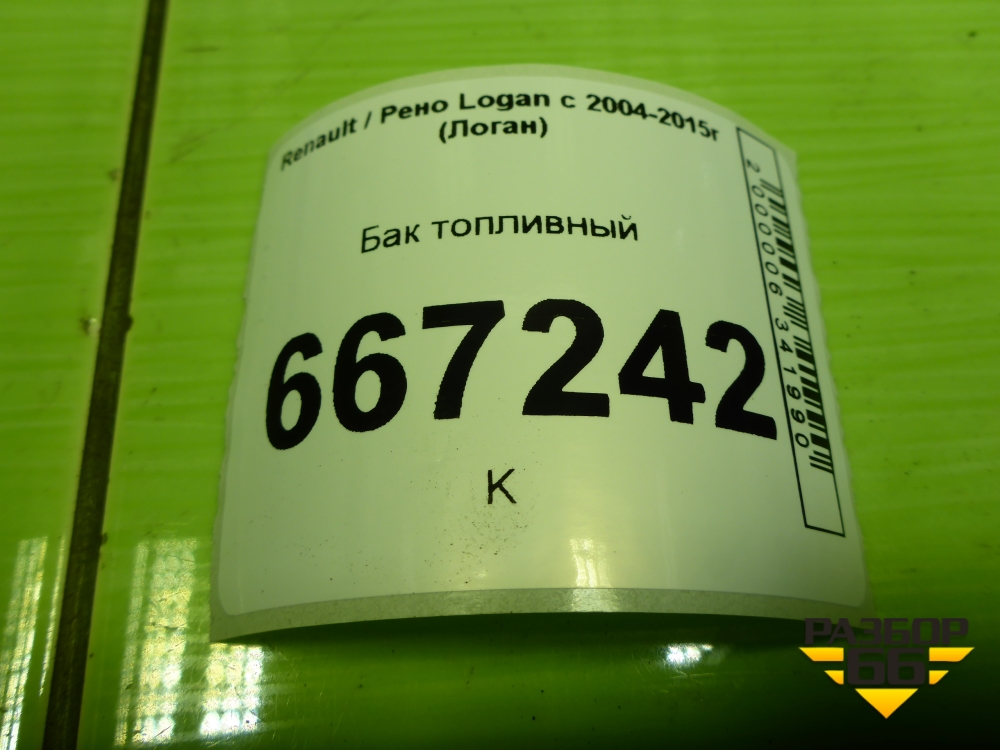 Renault / Рено Logan с 2004-2015г
(Логан)
Бак топливный
667242
К
2000006341990
РАЗБОР
66